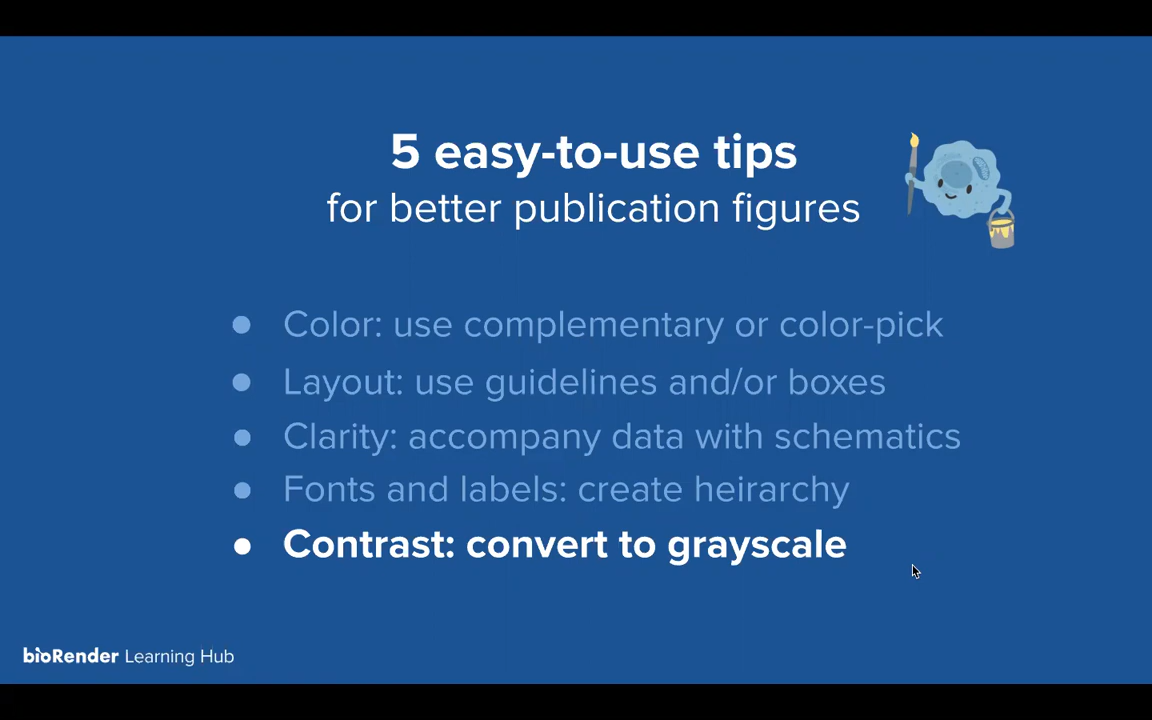 5 easy-to-use tips
for better publication figures
● Color: use complementary or color-pick
● Layout: use guidelines and/or boxes
● Clarity: accompany data with schematics
● Fonts and labels: create heirarchy
● Contrast: convert to grayscale
bioRender Learning Hub